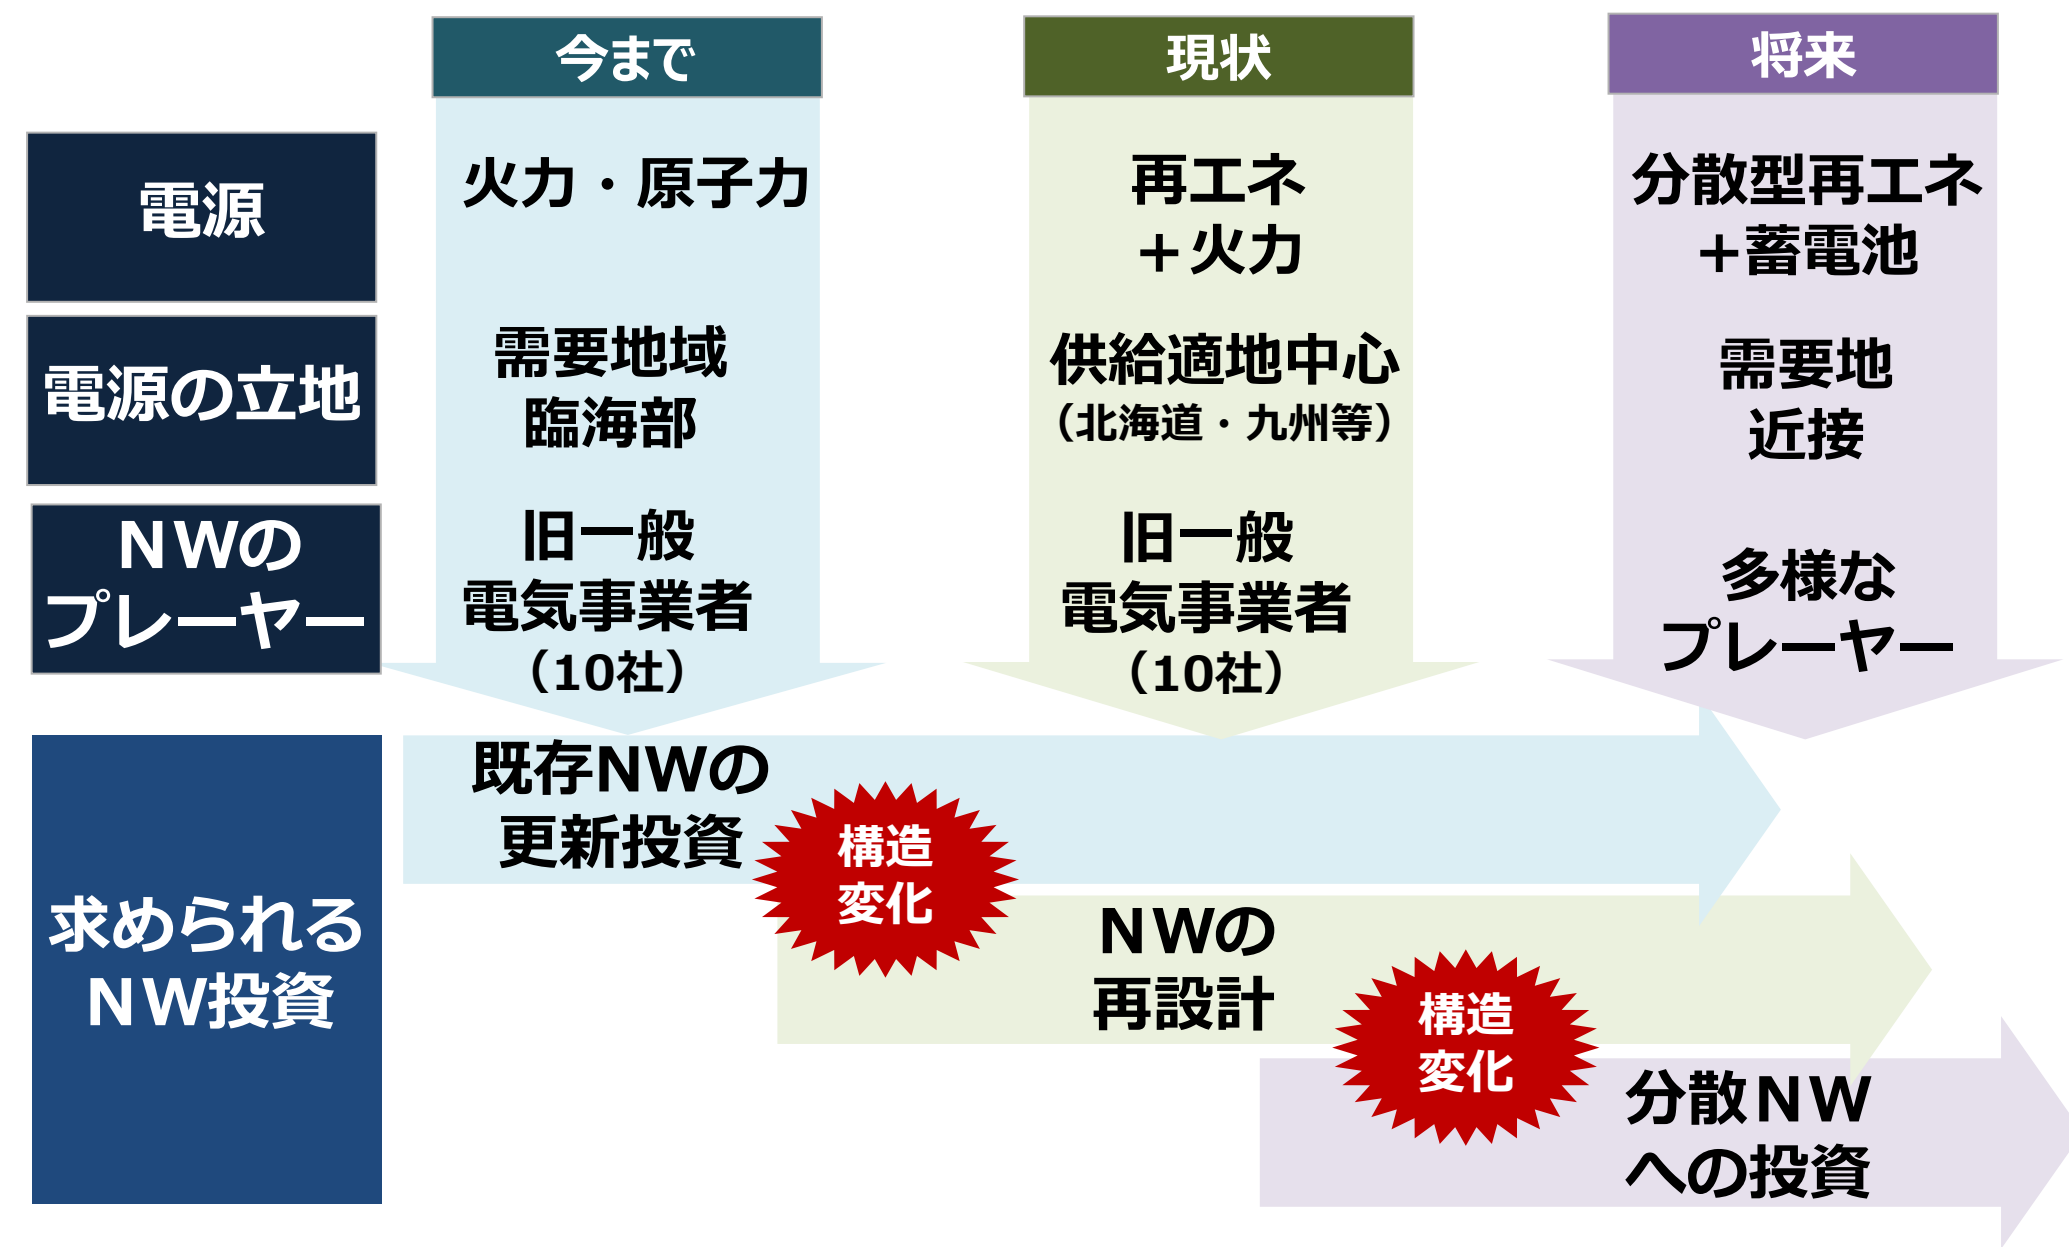 今まで
現状
将来
電源
火力・原子力
再エネ
＋火力
分散型再エネ
＋蓄電池
電源の立地
需要地域
臨海部
供給適地中心
（北海道・九州等）
需要地
近接
ＮＷの
プレーヤー
旧一般
電気事業者
（10社）
旧一般
電気事業者
（10社）
多様な
プレーヤー
求められる
ＮＷ投資
既存NWの
更新投資
構造
変化
ＮＷの
再設計
構造
変化
分散ＮＷ
への投資